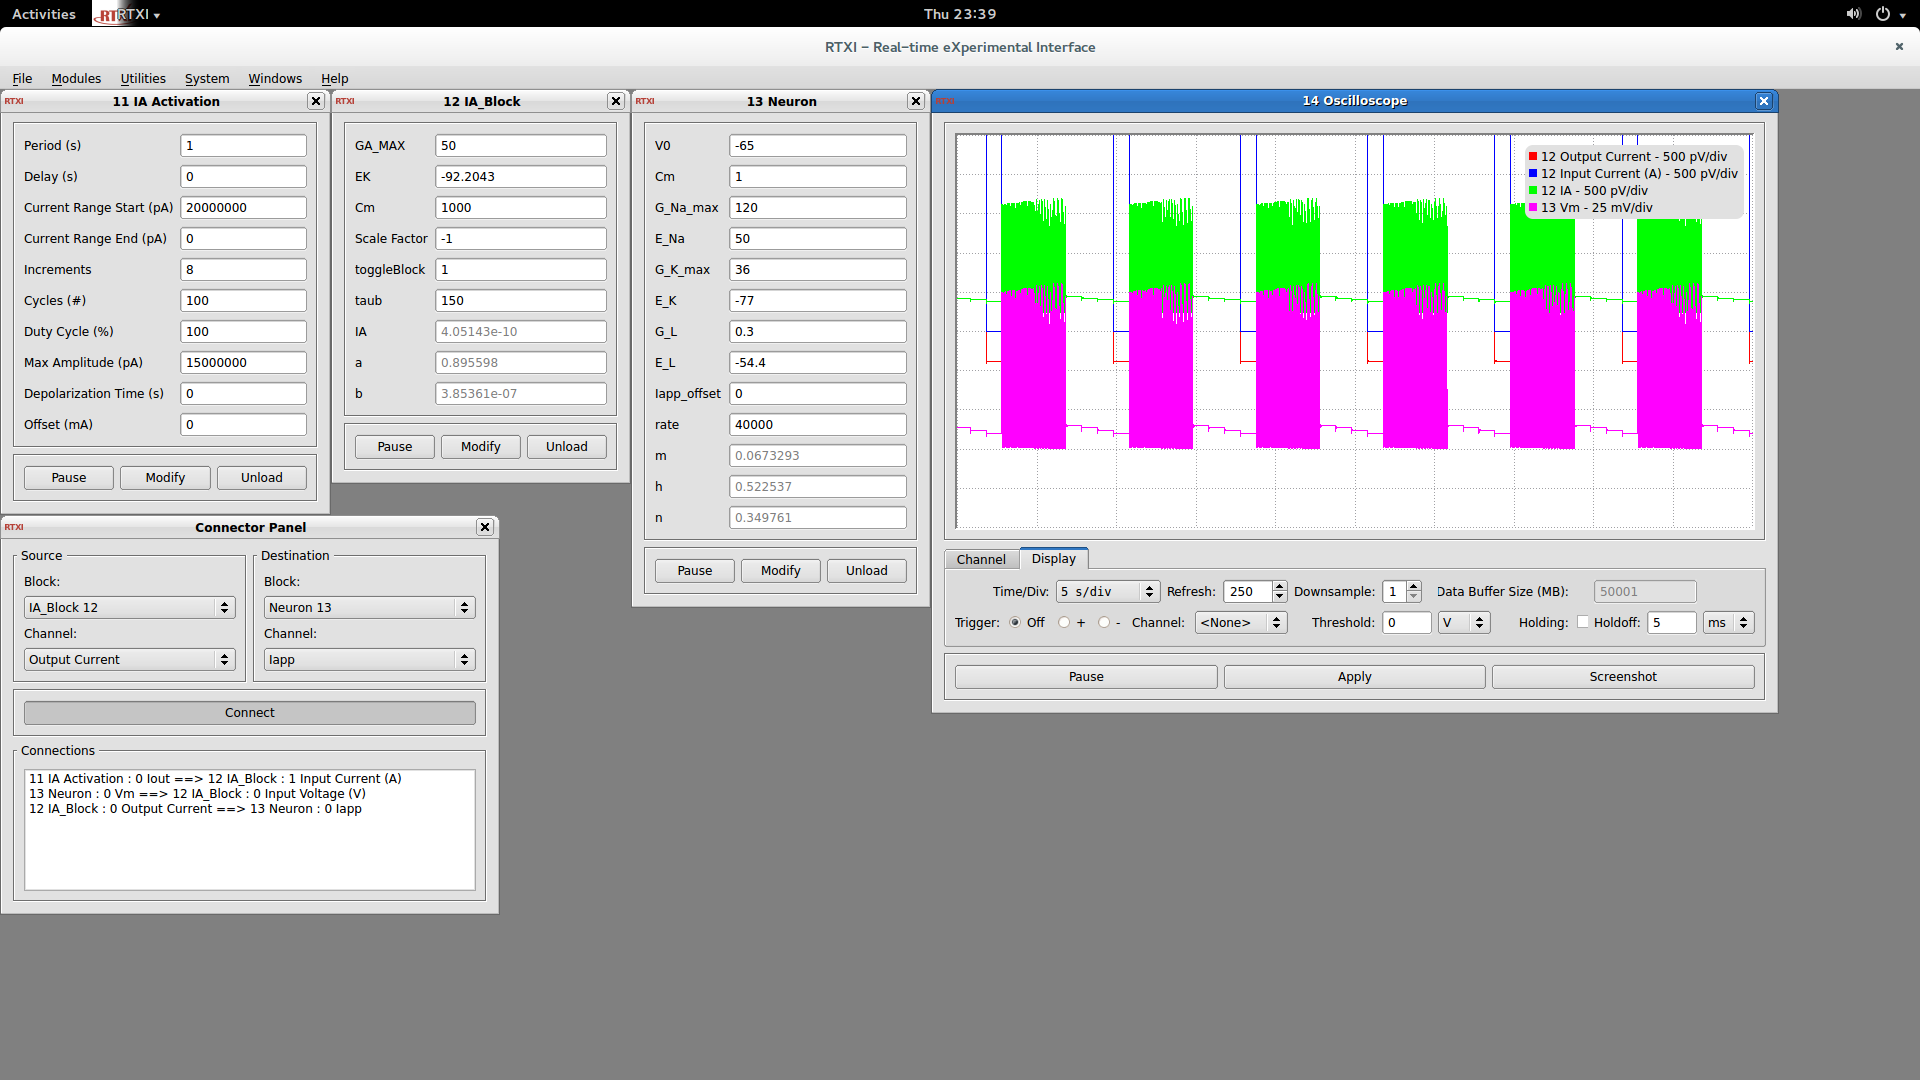 Activities RTXI Thu 23:39
RTXI - Real-time eXperimental Interface
File Modules Utilities System Windows Help
RTXI 11 IA Activation
Period (s) 1
Delay (s) 0
Current Range Start (pA) 20000000
Current Range End (pA) 0
Increments 8
Cycles (#) 100
Duty Cycle (%) 100
Max Amplitude (pA) 15000000
Depolarization Time (s) 0
Offset (mA) 0
Pause Modify Unload
RTXI 12 IA_Block
GA_MAX 50
EK -92.2043
Cm 1000
Scale Factor -1
toggleBlock 1
taub 150
IA 4.05143e-10
a 0.895598
b 3.85361e-07
Pause Modify Unload
RTXI 13 Neuron
V0 -65
Cm 1
G_Na_max 120
E_Na 50
G_K_max 36
E_K -77
G_L 0.3
E_L -54.4
Iapp_offset 0
rate 40000
m 0.0673293
h 0.522537
n 0.349761
Pause Modify Unload
RTXI 14 Oscilloscope
12 Output Current - 500 pV/div
12 Input Current (A) - 500 pV/div
12 IA - 500 pV/div
13 Vm - 25 mV/div
Channel Display
Time/Div: 5 s/div Refresh: 250 Downsample: 1 Data Buffer Size (MB): 50001
Trigger: Off + - Channel: <None> Threshold: 0 V Holding: Holdoff: 5 ms
Pause Apply Screenshot
RTXI Connector Panel
Source Destination
Block: Block:
IA_Block 12 Neuron 13
Channel: Channel:
Output Current Iapp
Connect
Connections
11 IA Activation : 0 Iout ==> 12 IA_Block : 1 Input Current (A)
13 Neuron : 0 Vm ==> 12 IA_Block : 0 Input Voltage (V)
12 IA_Block : 0 Output Current ==> 13 Neuron : 0 Iapp